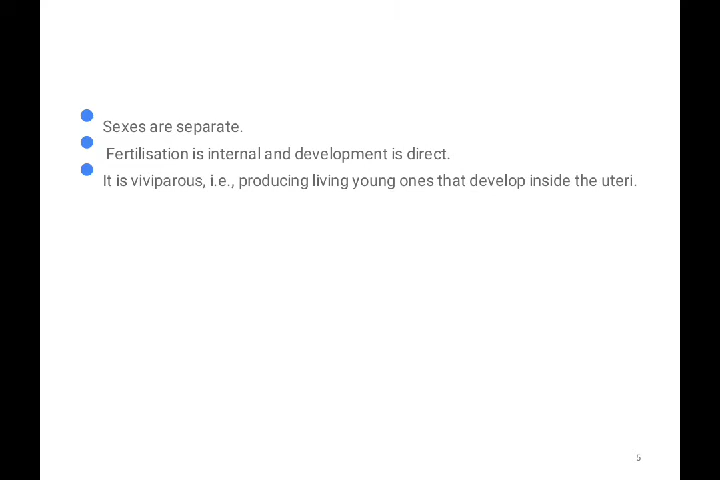 Sexes are separate.
Fertilisation is internal and development is direct.
It is viviparous, i.e., producing living young ones that develop inside the uteri.
5